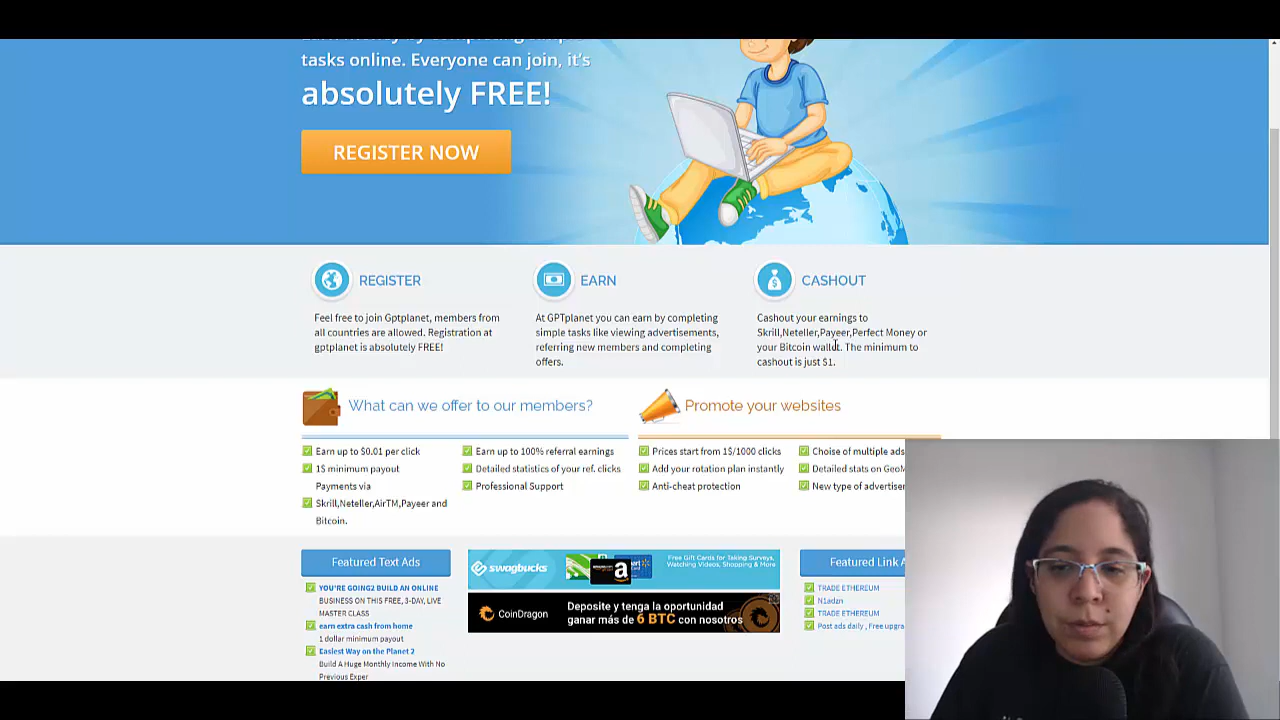 tasks online. Everyone can join, it's
absolutely FREE!
REGISTER NOW
REGISTER
Feel free to join Gptplanet, members from
all countries are allowed. Registration at
gptplanet is absolutely FREE!
EARN
At GPTplanet you can earn by completing
simple tasks like viewing advertisements,
referring new members and completing
offers.
CASHOUT
Cashout your earnings to
Skrill,Neteller,Payeer,Perfect Money or
your Bitcoin wallet. The minimum to
cashout is just $1.
What can we offer to our members?
Earn up to $0.01 per click
1$ minimum payout
Payments via
Skrill,Neteller,AirTM,Payeer and
Bitcoin.
Earn up to 100% referral earnings
Detailed statistics of your ref. clicks
Professional Support
Promote your websites
Prices start from 1$/1000 clicks
Add your rotation plan instantly
Anti-cheat protection
Choise of multiple ads
Detailed stats on GeoM
New type of advertiser
Featured Text Ads
YOU'RE GOING2 BUILD AN ONLINE
BUSINESS ON THIS FREE, 3-DAY, LIVE
MASTER CLASS
earn extra cash from home
1 dollar minimum payout
Easiest Way on the Planet 2
Build A Huge Monthly Income With No
Previous Exper
swagbucks
a
Free Gift Cards for Taking Surveys,
Watching Videos, Shopping & More
CoinDragon
Deposite y tenga la oportunidad
ganar más de 6 BTC con nosotros
Featured Link A
TRADE ETHEREUM
N1adzn
TRADE ETHEREUM
Post ads daily , Free upgra